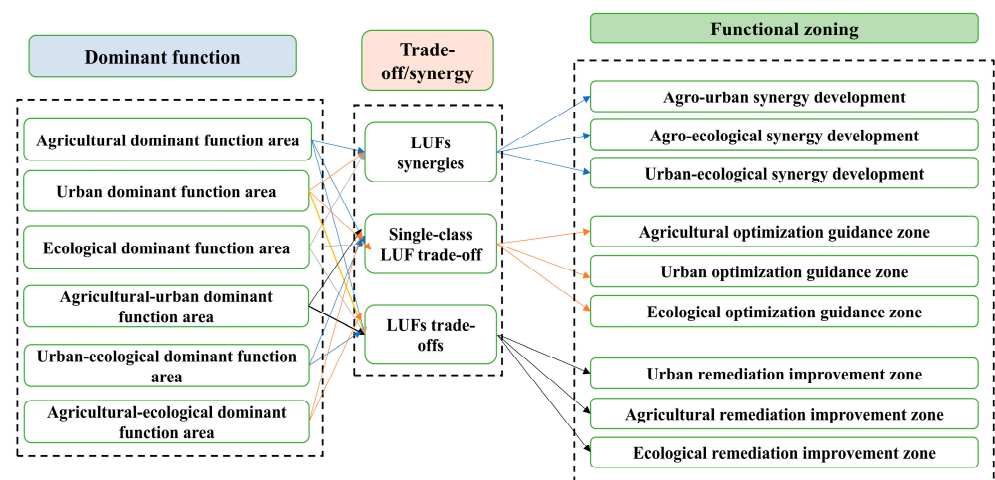 Dominant function
Agricultural dominant function area
Urban dominant function area
Ecological dominant function area
Agricultural-urban dominant
function area
Urban-ecological dominant function
area
Agricultural-ecological dominant
function area
Trade-
off/synergy
LUFs
synergies
Single-class
LUF trade-off
LUFs trade-
offs
Functional zoning
Agro-urban synergy development
Agro-ecological synergy development
Urban-ecological synergy development
Agricultural optimization guidance zone
Urban optimization guidance zone
Ecological optimization guidance zone
Urban remediation improvement zone
Agricultural remediation improvement zone
Ecological remediation improvement zone